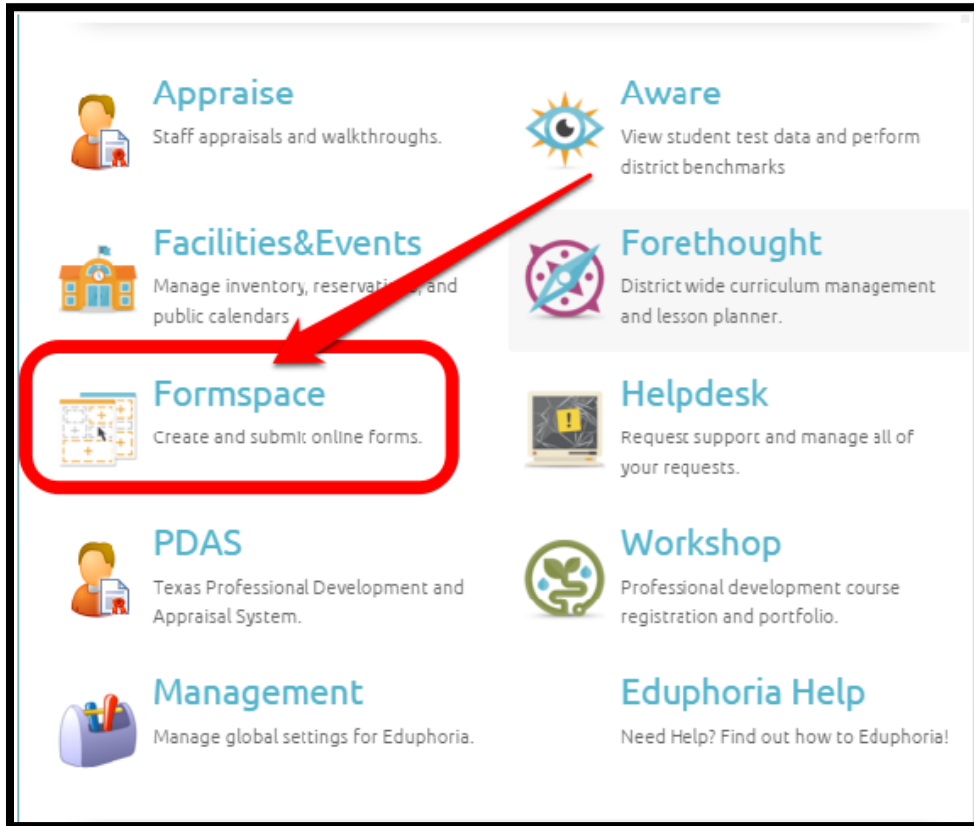 Appraise
Staff appraisals and walkthroughs.
Aware
View student test data and perform
district benchmarks
Facilities&Events
Manage inventory, reservations, and
public calendars
Forethought
District wide curriculum management
and lesson planner.
Formspace
Create and submit online forms.
Helpdesk
Request support and manage all of
your requests.
PDAS
Texas Professional Development and
Appraisal System.
Workshop
Professional development course
registration and portfolio.
Management
Manage global settings for Eduphoria.
Eduphoria Help
Need Help? Find out how to Eduphoria!